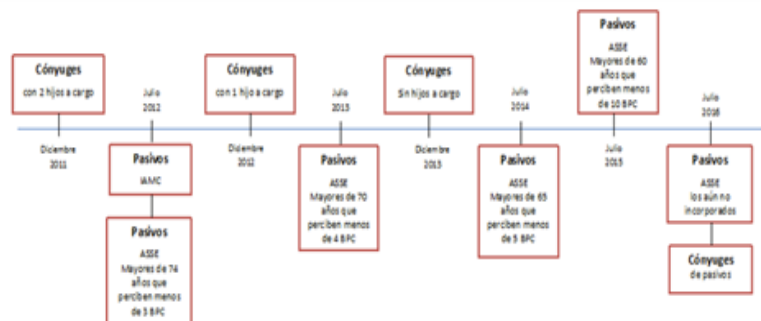 Cónyuges
con 2 hijos a cargo
Diciembre
2011
Julio
2012
Pasivos
IAMC
Pasivos
ASSE
Mayores de 74
años que
perciben menos
de 3 BPC
Cónyuges
con 1 hijo a cargo
Diciembre
2012
Julio
2013
Pasivos
ASSE
Mayores de 70
años que
perciben menos
de 4 BPC
Cónyuges
Sin hijos a cargo
Diciembre
2013
Julio
2014
Pasivos
ASSE
Mayores de 65
años que
perciben menos
de 5 BPC
Pasivos
ASSE
Mayores de 60
años que
perciben menos
de 10 BPC
Julio
2015
Julio
2016
Pasivos
ASSE
los aún no
incorporados
Cónyuges
de pasivos